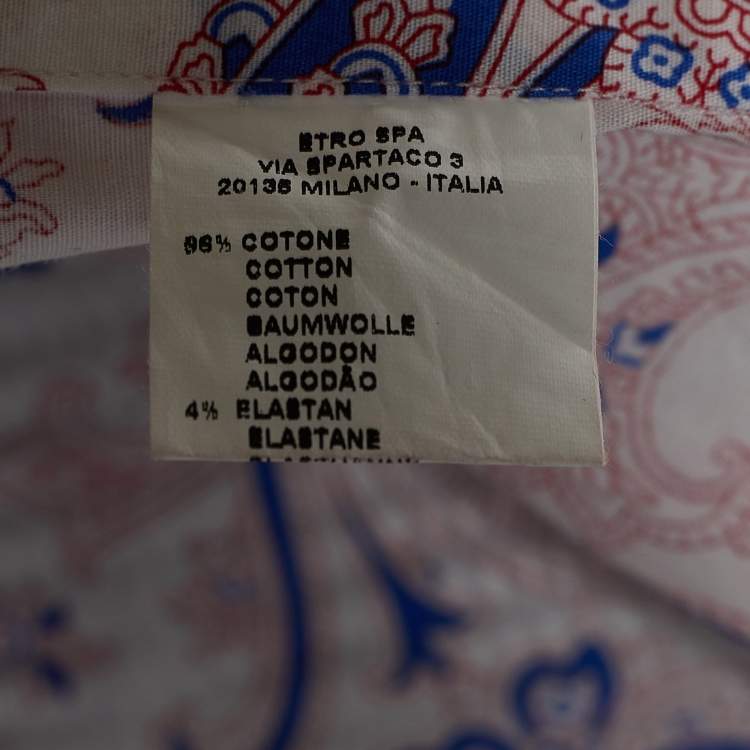 ETRO SPA
VIA SPARTACO 3
20135 MILANO - ITALIA
96% COTONE
COTTON
COTON
BAUMWOLLE
ALGODON
ALGODÃO
4% ELASTAN
ELASTANE